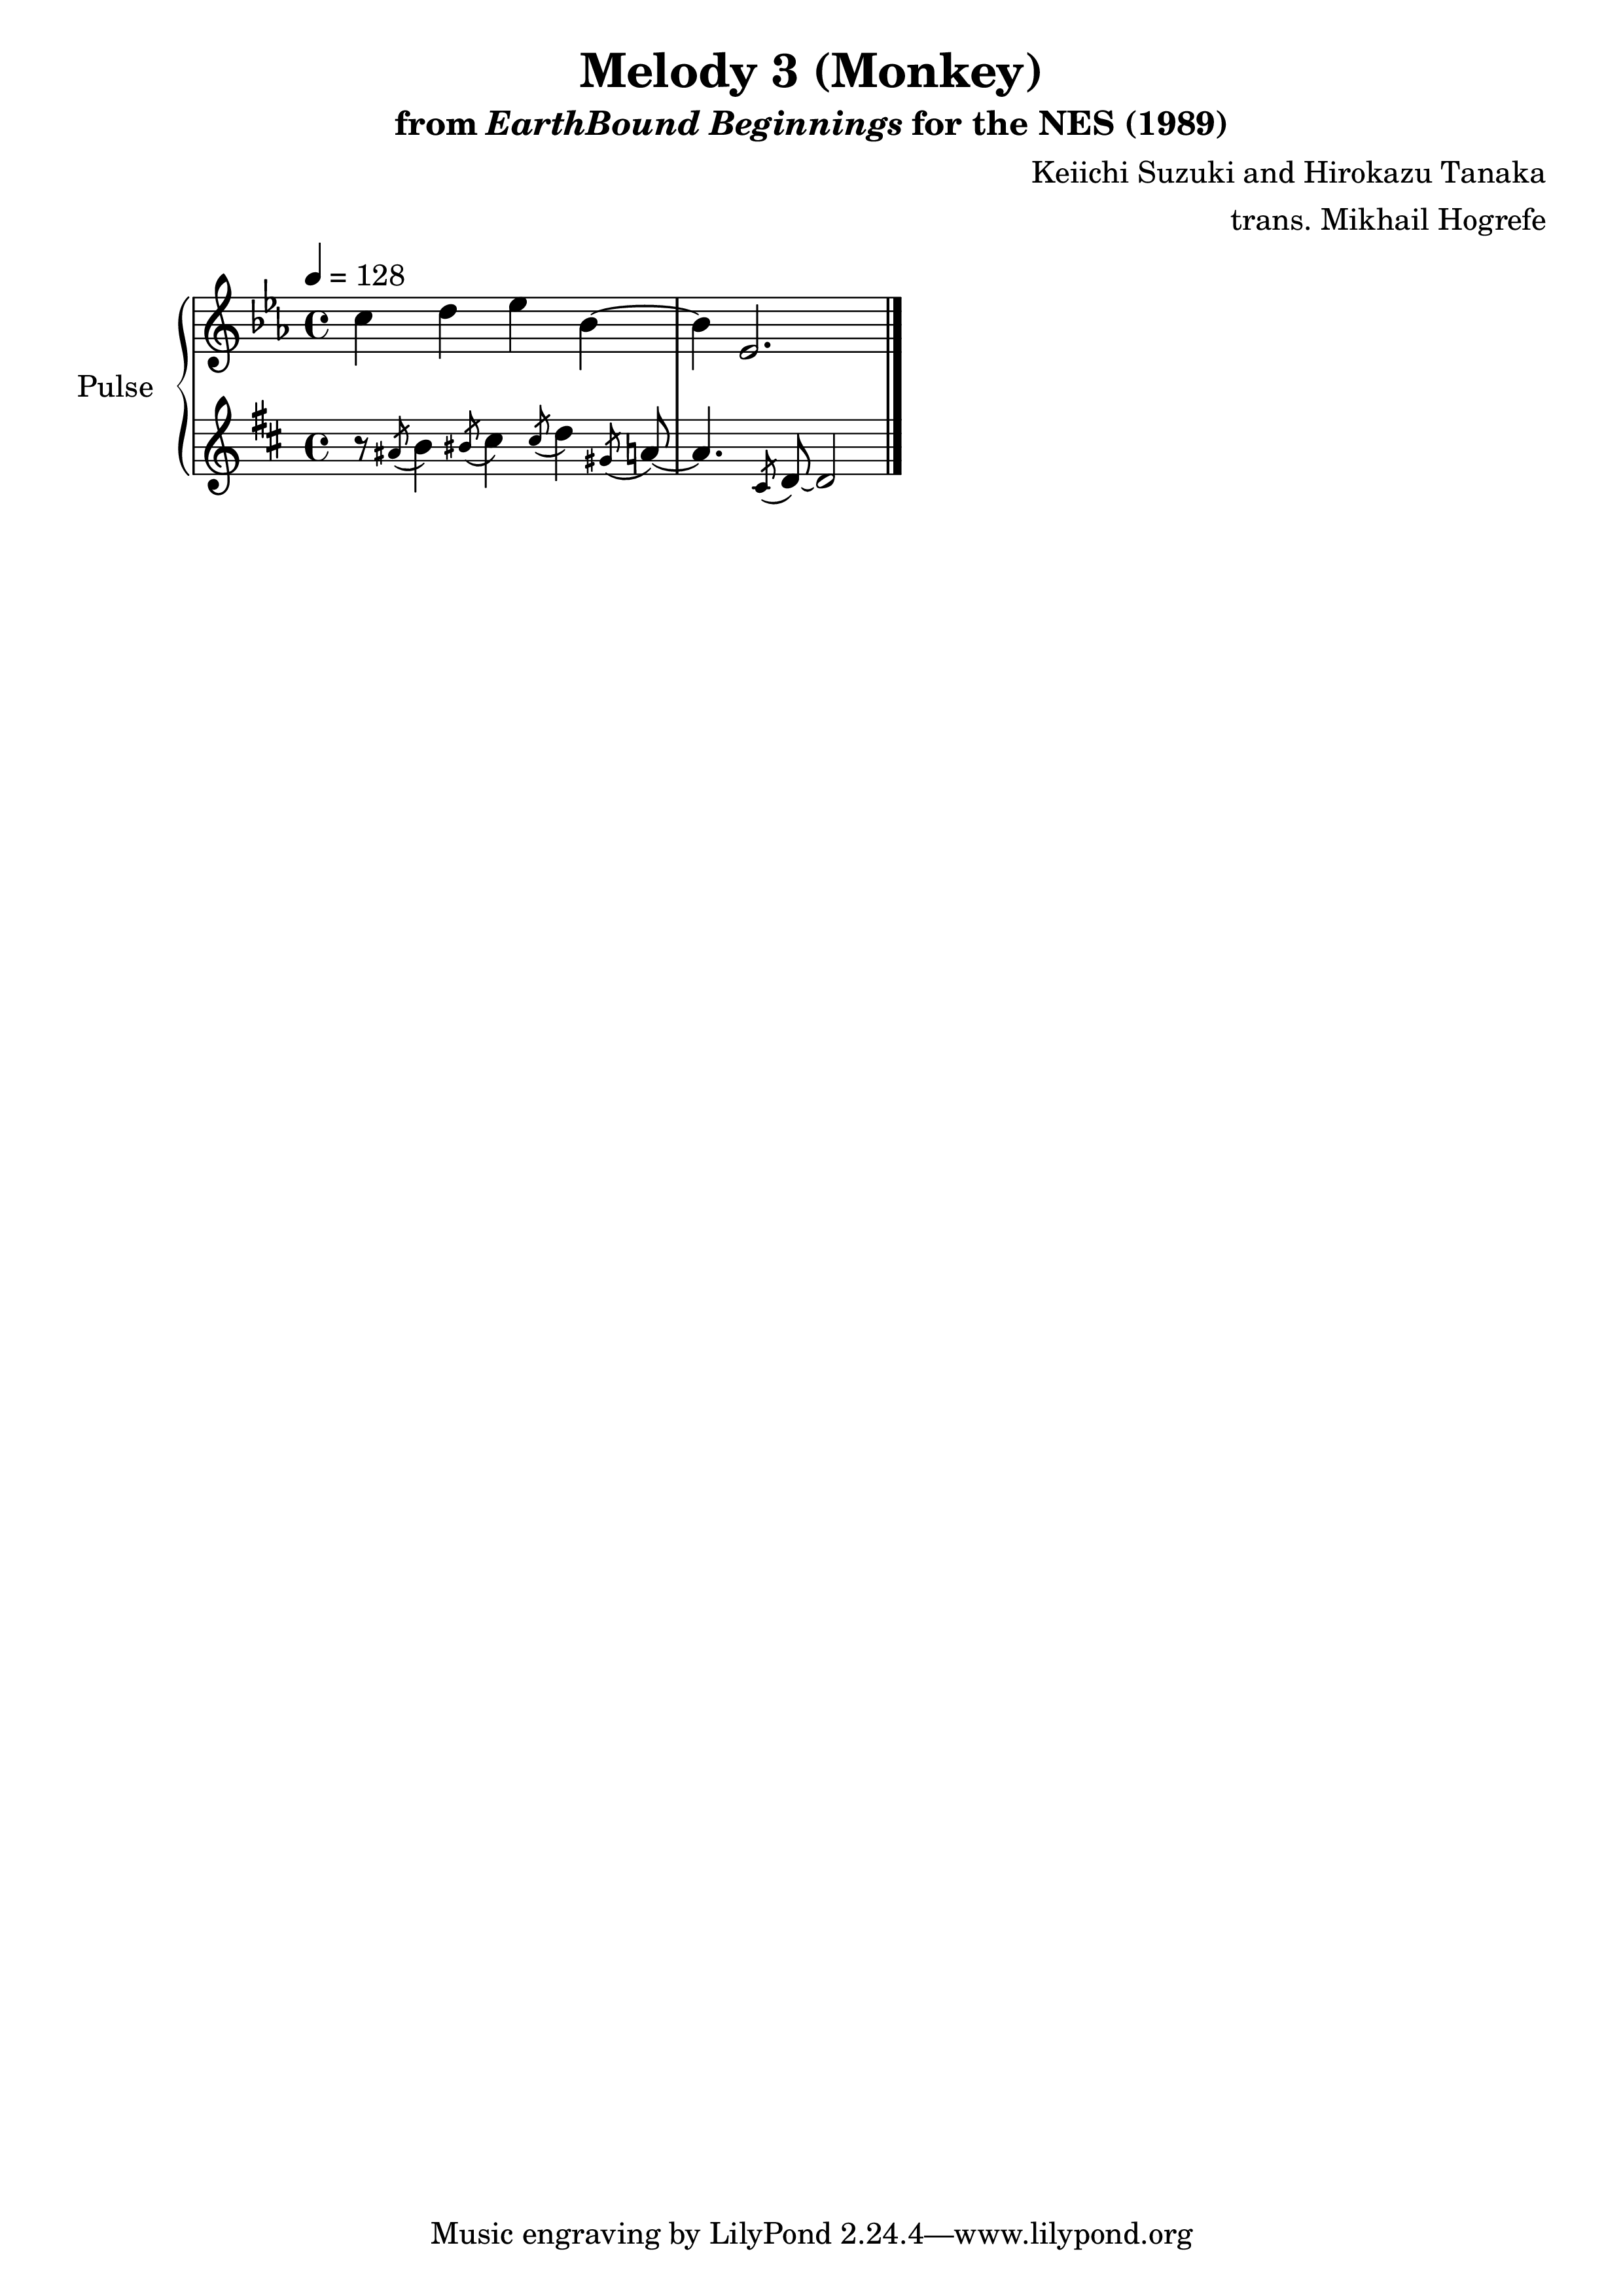 Melody 3 (Monkey)
from EarthBound Beginnings for the NES (1989)
Keiichi Suzuki and Hirokazu Tanaka
trans. Mikhail Hogrefe
♩ = 128
Pulse
Music engraving by LilyPond 2.24.4—www.lilypond.org